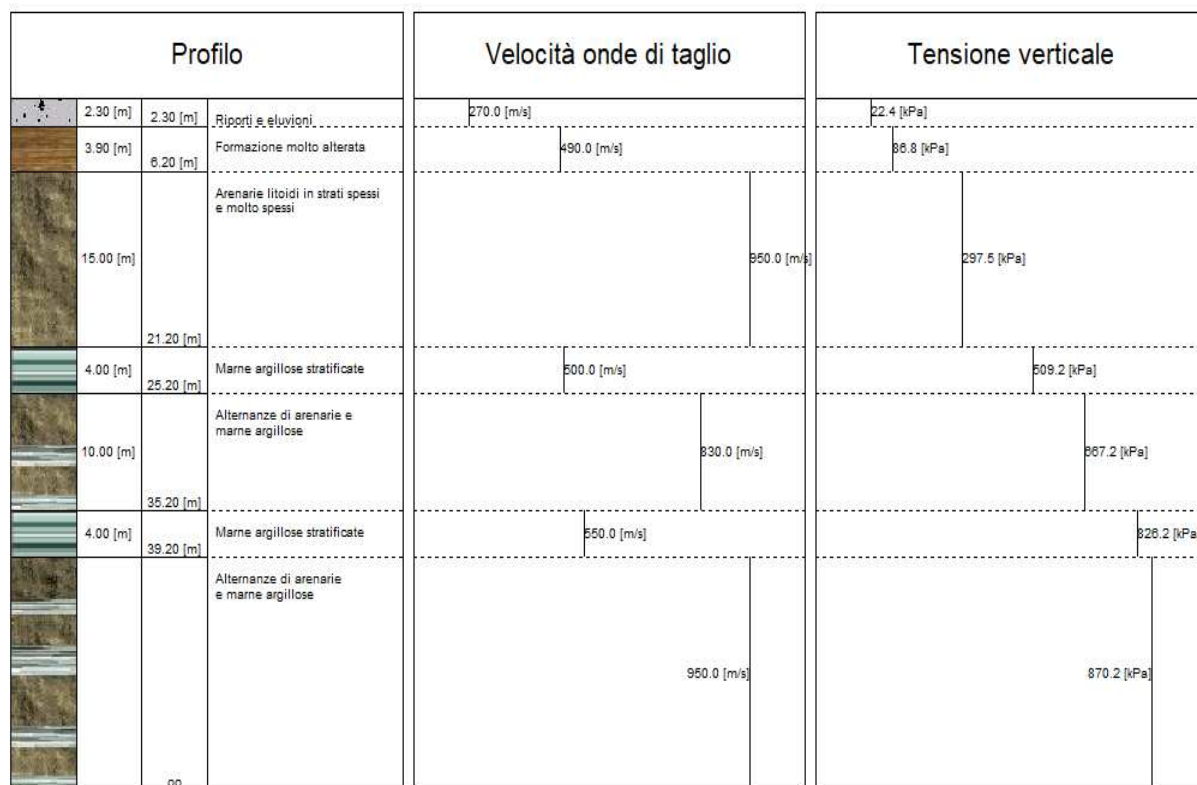 Profilo
Velocità onde di taglio
Tensione verticale
2.30 [m]
2.30 [m]
Riporti e eluvioni
270.0 [m/s]
22.4 [kPa]
3.90 [m]
6.20 [m]
Formazione molto alterata
490.0 [m/s]
86.8 [kPa]
15.00 [m]
21.20 [m]
Arenarie litoidi in strati spessi
e molto spessi
950.0 [m/s]
297.5 [kPa]
4.00 [m]
25.20 [m]
Marne argillose stratificate
500.0 [m/s]
509.2 [kPa]
10.00 [m]
35.20 [m]
Alternanze di arenarie e
marne argillose
830.0 [m/s]
667.2 [kPa]
4.00 [m]
39.20 [m]
Marne argillose stratificate
550.0 [m/s]
826.2 [kPa]
Alternanze di arenarie
e marne argillose
950.0 [m/s]
870.2 [kPa]